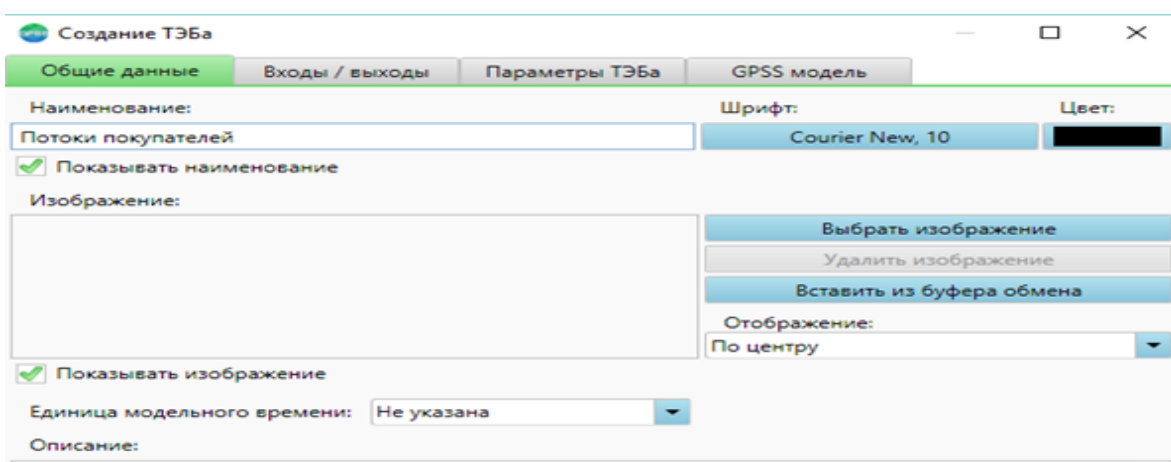 Создание ТЭБа
Общие данные Входы / выходы Параметры ТЭБа GPSS модель
Наименование: Шрифт: Цвет:
Потоки покупателей Courier New, 10
Показывать наименование
Изображение:
Выбрать изображение
Удалить изображение
Вставить из буфера обмена
Отображение:
По центру
Показывать изображение
Единица модельного времени: Не указана
Описание: